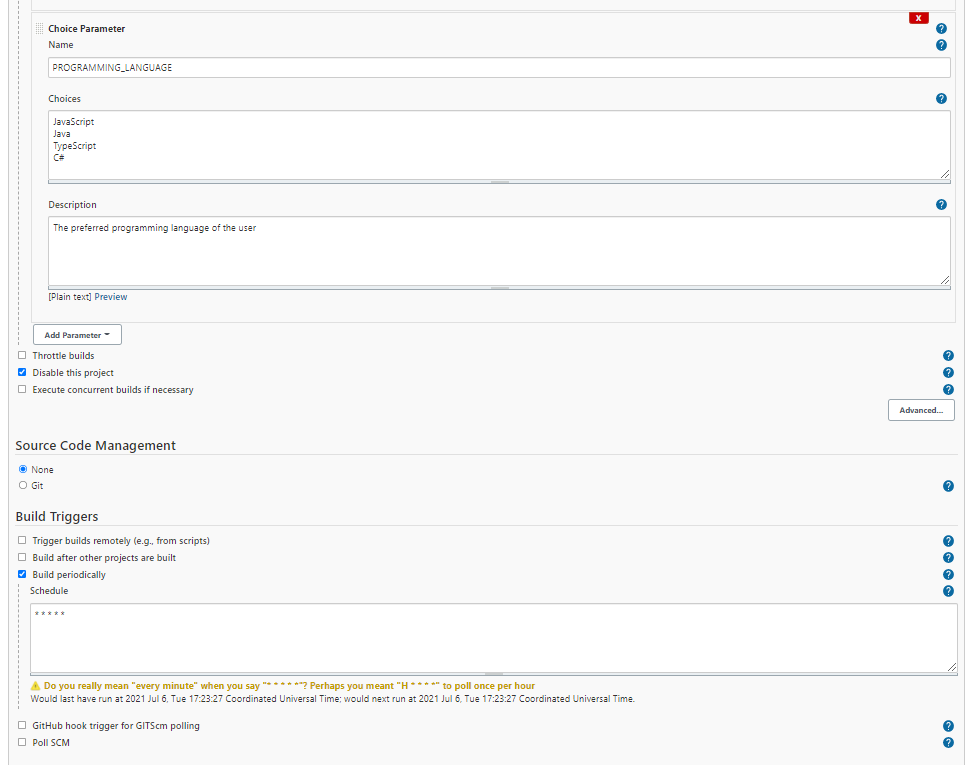 X
Choice Parameter
Name
PROGRAMMING_LANGUAGE
Choices
JavaScript
Java
TypeScript
C#
Description
The preferred programming language of the user
[Plain text] Preview
Add Parameter
Throttle builds
Disable this project
Execute concurrent builds if necessary
Advanced...
Source Code Management
None
Git
Build Triggers
Trigger builds remotely (e.g., from scripts)
Build after other projects are built
Build periodically
Schedule
* * * * *
Do you really mean "every minute" when you say "* * * * *"? Perhaps you meant "H * * * *" to poll once per hour
Would last have run at 2021 Jul 6, Tue 17:23:27 Coordinated Universal Time; would next run at 2021 Jul 6, Tue 17:23:27 Coordinated Universal Time.
GitHub hook trigger for GITScm polling
Poll SCM